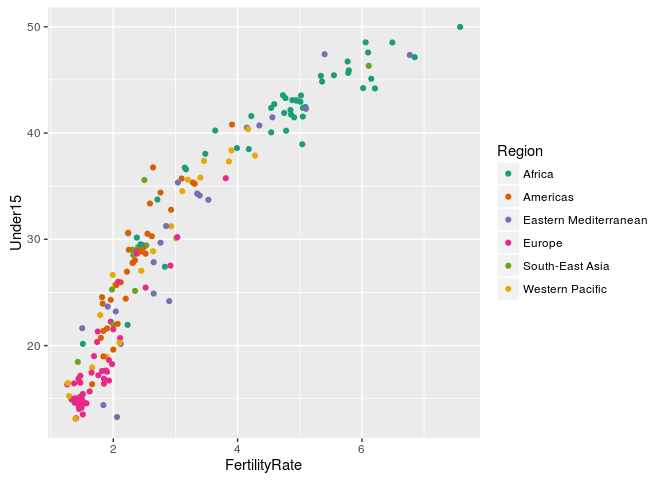 50
40
30
20
Under15
2
4
6
FertilityRate
Region
Africa
Americas
Eastern Mediterranean
Europe
South-East Asia
Western Pacific